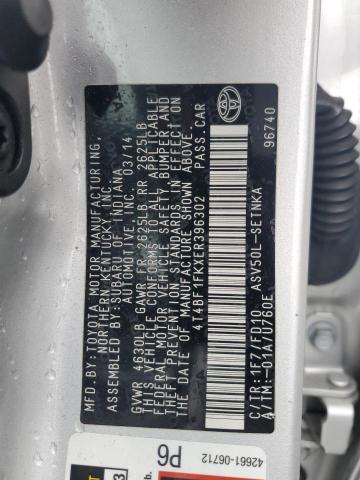 MFD. BY:TOYOTA MOTOR MANUFACTURING,
NORTHERN KENTUCKY, INC.
ASSEMBLED BY: SUBARU OF INDIANA
AUTOMOTIVE, INC. 03/14
GVWR 4630LB GAWR FR 2625LB RR 2625LB
THIS VEHICLE CONFORMS TO ALL APPLICABLE
FEDERAL MOTOR VEHICLE SAFETY, BUMPER, AND
THEFT PREVENTION STANDARDS IN EFFECT ON
THE DATE OF MANUFACTURE SHOWN ABOVE.
4T4BF1FKXER396302 PASS.CAR
C/TR:1F7/FD10 ASV50L-SETNKA
A/TM:-01A/U760E 96740
TOYOTA
42661-06712
P6